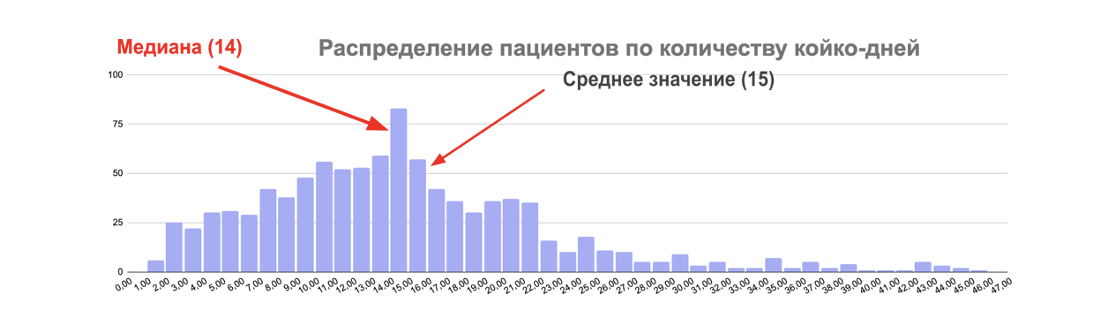 Медиана (14)
Распределение пациентов по количеству койко-дней
Среднее значение (15)
100
75
50
25
0
0,00 1,00 2,00 3,00 4,00 5,00 6,00 7,00 8,00 9,00 10,00 11,00 12,00 13,00 14,00 15,00 16,00 17,00 18,00 19,00 20,00 21,00 22,00 23,00 24,00 25,00 26,00 27,00 28,00 29,00 30,00 31,00 32,00 33,00 34,00 35,00 36,00 37,00 38,00 39,00 40,00 41,00 42,00 43,00 44,00 45,00 46,00 47,00